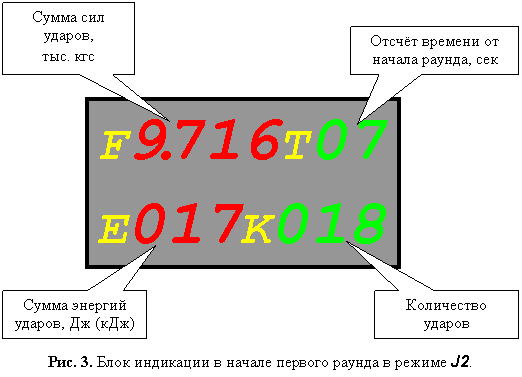 Сумма сил
ударов,
тыс. кгс
Отсчёт времени от
начала раунда, сек
F9.716T07
E017K018
Сумма энергий
ударов, Дж (кДж)
Количество
ударов
Рис. 3. Блок индикации в начале первого раунда в режиме J2.